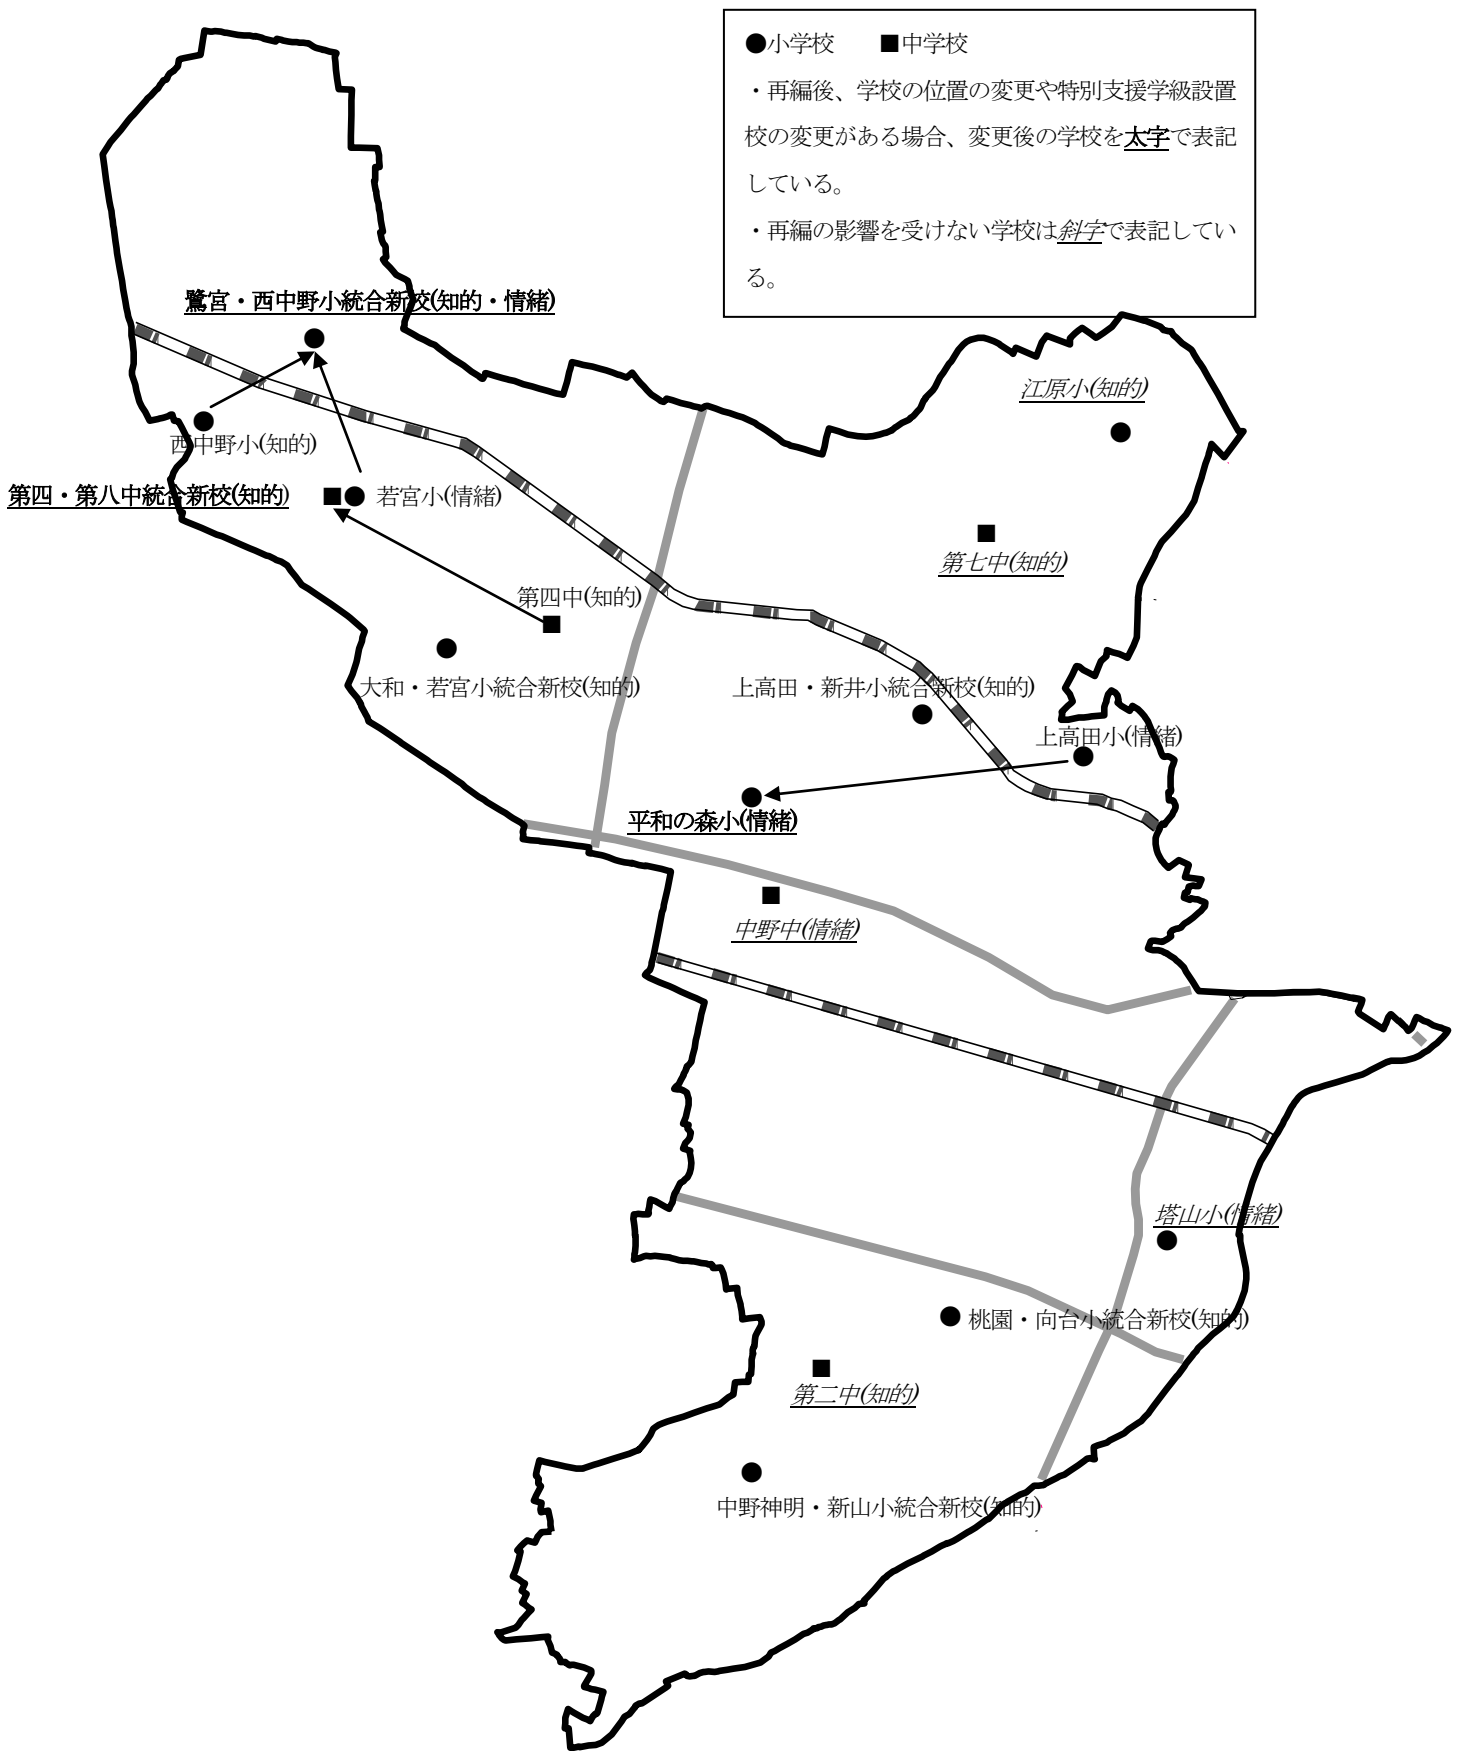 ●小学校　　■中学校
・再編後、学校の位置の変更や特別支援学級設置
校の変更がある場合、変更後の学校を太字で表記
している。
・再編の影響を受けない学校は斜字で表記してい
る。
鷺宮・西中野小統合新校(知的・情緒)
江原小(知的)
西中野小(知的)
第四・第八中統合新校(知的)
若宮小(情緒)
第七中(知的)
第四中(知的)
大和・若宮小統合新校(知的)
上高田・新井小統合新校(知的)
上高田小(情緒)
平和の森小(情緒)
中野中(情緒)
塔山小(情緒)
桃園・向台小統合新校(知的)
第二中(知的)
中野神明・新山小統合新校(知的)